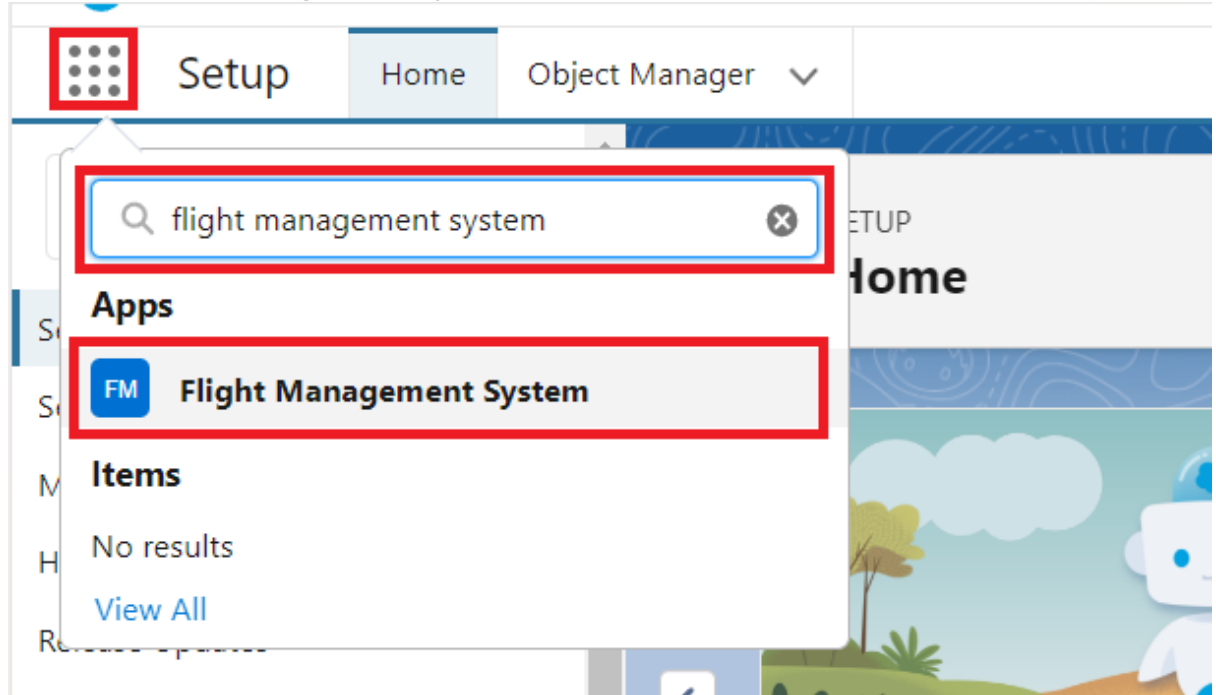 Setup Home Object Manager
flight management system
ETUP
Home
Apps
FM Flight Management System
Items
No results
View All